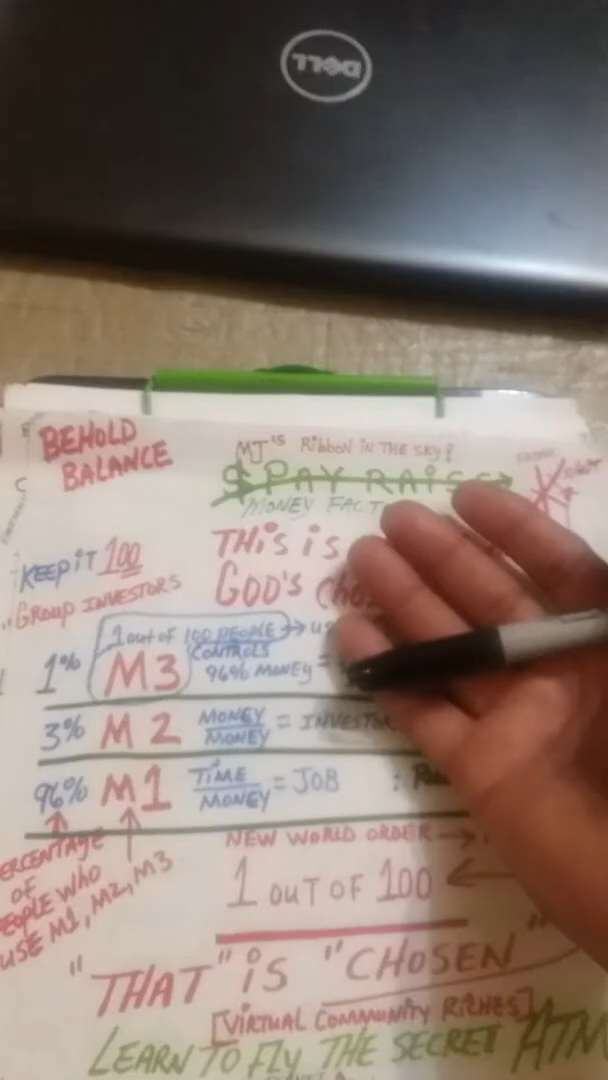 DELL
BEHOLD
BALANCE
MJ'S RIBBON IN THE SKY!
$ PAY RAISE
MONEY
THIS IS
GOD'S
KEEP IT 100
"GROUP INVESTORS
1 out of 100 PEOPLE
CONTROLS
1% M3 96% MONEY =
3% M2 MONEY/MONEY =
96% M1 TIME/MONEY = JOB :
PERCENTAGE
OF
PEOPLE WHO
USE M1, M2, M3
NEW WORLD ORDER →
1 OUT OF 100
"THAT" iS "CHOSEN"
[VIRTUAL COMMUNITY RICHES]
LEARN TO FLY THE SECRET ATM